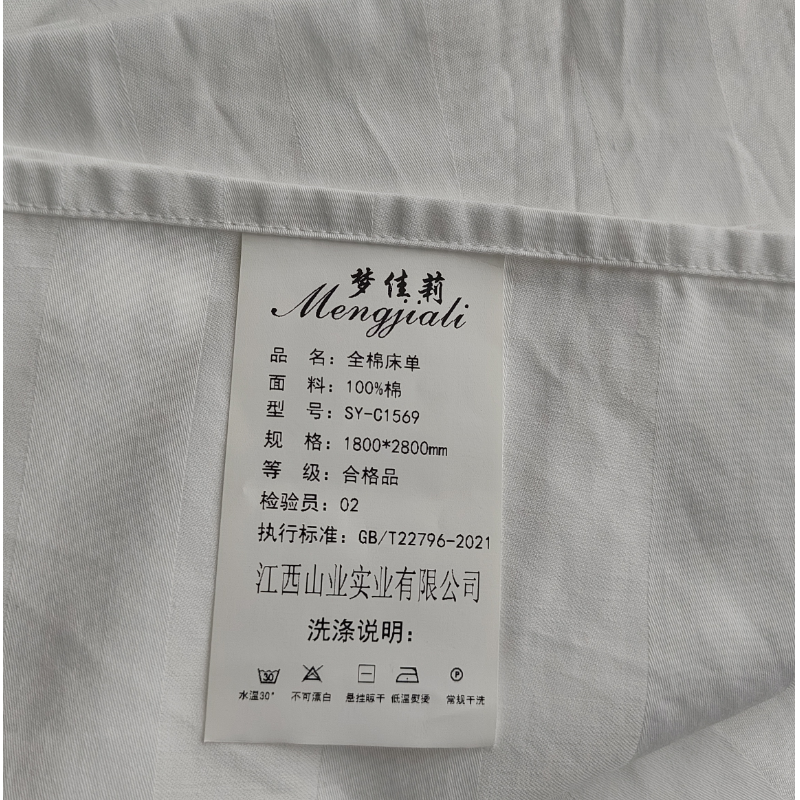 梦佳莉
Mengjiali
品 名：全棉床单
面 料：100%棉
型 号：SY-C1569
规 格：1800*2800mm
等 级：合格品
检验员：02
执行标准：GB/T22796-2021
江西山业实业有限公司
洗涤说明：
30 P
水温30° 不可漂白 悬挂晾干 低温熨烫 常规干洗